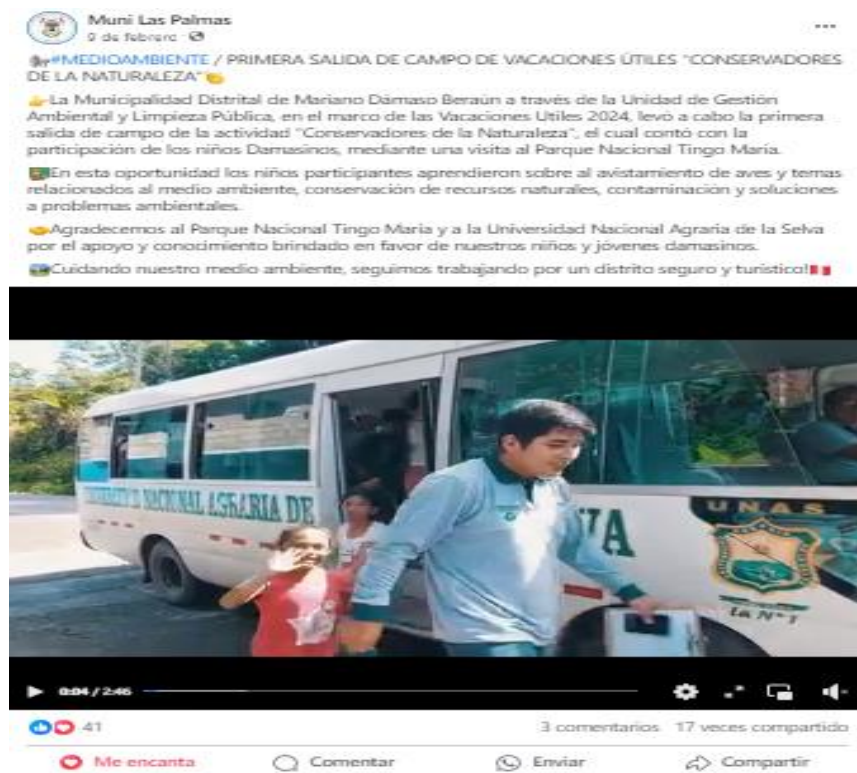 Muni Las Palmas
9 de febrero
#MEDIOAMBIENTE / PRIMERA SALIDA DE CAMPO DE VACACIONES ÚTILES "CONSERVADORES
DE LA NATURALEZA"
La Municipalidad Distrital de Mariano Dámaso Beraún a través de la Unidad de Gestión
Ambiental y Limpieza Pública, en el marco de las Vacaciones Utiles 2024, levó a cabo la primera
salida de campo de la actividad "Conservadores de la Naturaleza", el cual contó con la
participación de los niños Damasinos, mediante una visita al Parque Nacional Tingo María.
En esta oportunidad los niños participantes aprendieron sobre al avistamiento de aves y temas
relacionados al medio ambiente, conservación de recursos naturales, contaminación y soluciones
a problemas ambientales.
Agradecemos al Parque Nacional Tingo Maria y a la Universidad Nacional Agraria de la Selva
por el apoyo y conocimiento brindado en favor de nuestros niños y jóvenes damasinos.
Cuidando nuestro medio ambiente, seguimos trabajando por un distrito seguro y turistico!
UNIVERSIDAD NACIONAL AGRARIA DE
VA
UNAS
La N°1
0:04 / 2:46
41
3 comentarios 17 veces compartido
Me encanta Comentar Enviar Compartir